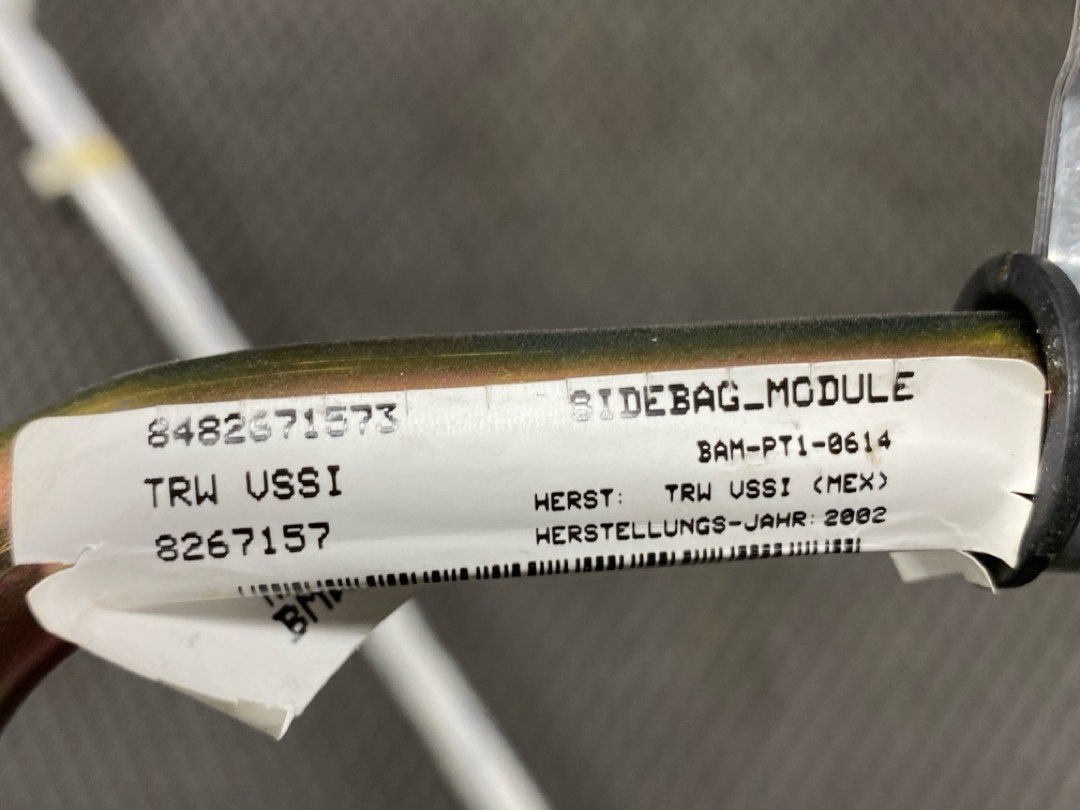 8482671573
SIDEBAG_MODULE
BAM-PT1-0614
TRW VSSI
HERST: TRW VSSI (MEX)
8267157
HERSTELLUNGS-JAHR: 2002